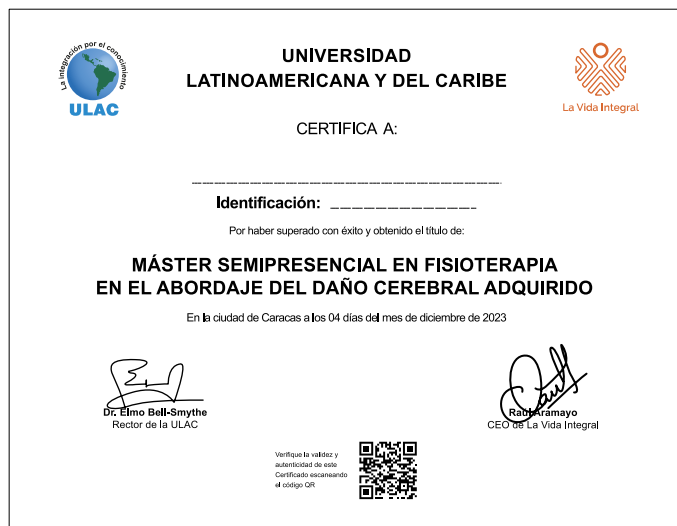 La integración por el conocimiento
ULAC
UNIVERSIDAD
LATINOAMERICANA Y DEL CARIBE
La Vida Integral
CERTIFICA A:
Identificación:
Por haber superado con éxito y obtenido el título de:
MÁSTER SEMIPRESENCIAL EN FISIOTERAPIA
EN EL ABORDAJE DEL DAÑO CEREBRAL ADQUIRIDO
En la ciudad de Caracas a los 04 días del mes de diciembre de 2023
Dr. Elmo Bell-Smythe
Rector de la ULAC
Raúl Aramayo
CEO de La Vida Integral
Verifique la validez y
autenticidad de este
Certificado escaneando
el código QR